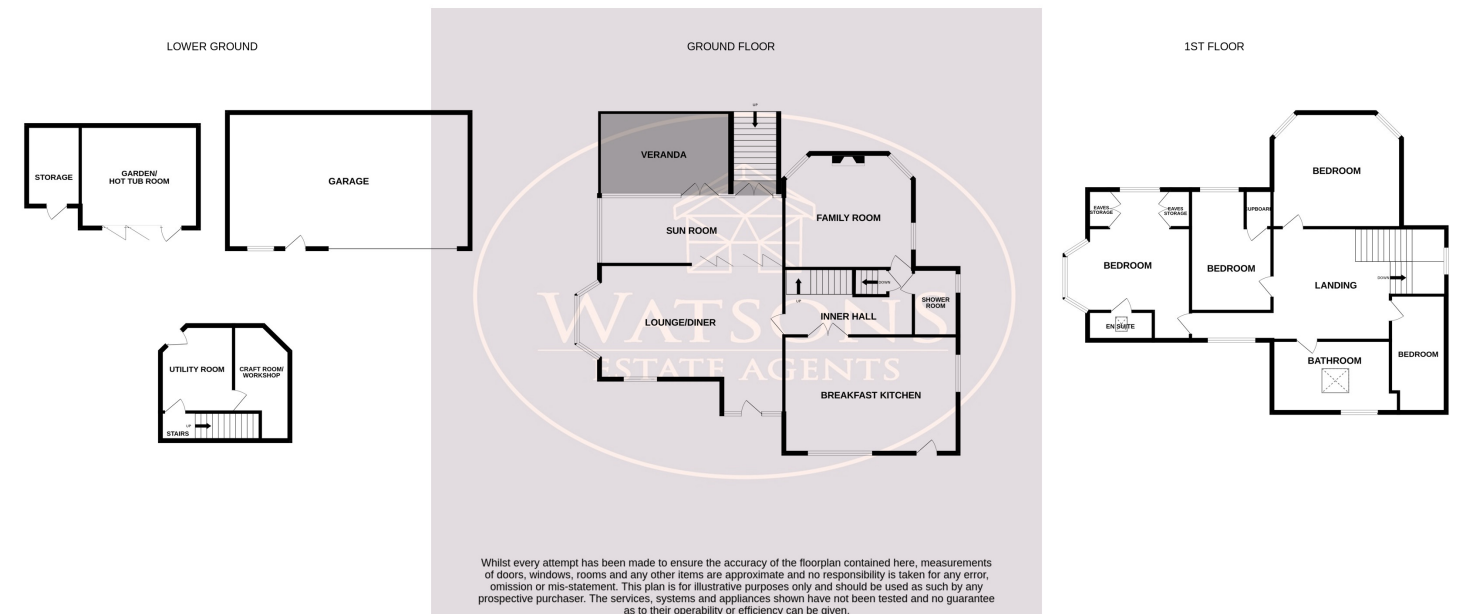 LOWER GROUND
GROUND FLOOR
1ST FLOOR
STORAGE
GARDEN/
HOT TUB ROOM
GARAGE
UTILITY ROOM
CRAFT ROOM/
WORKSHOP
STAIRS
UP
UP
VERANDA
SUN ROOM
FAMILY ROOM
LOUNGE/DINER
UP
DOWN
INNER HALL
SHOWER
ROOM
BREAKFAST KITCHEN
WATSONS
ESTATE AGENTS
BEDROOM
EAVES
STORAGE
EAVES
STORAGE
UPBOARD
BEDROOM
BEDROOM
LANDING
DOWN
EN SUITE
BATHROOM
BEDROOM
Whilst every attempt has been made to ensure the accuracy of the floorplan contained here, measurements
of doors, windows, rooms and any other items are approximate and no responsibility is taken for any error,
omission or mis-statement. This plan is for illustrative purposes only and should be used as such by any
prospective purchaser. The services, systems and appliances shown have not been tested and no guarantee
as to their operability or efficiency can be given.